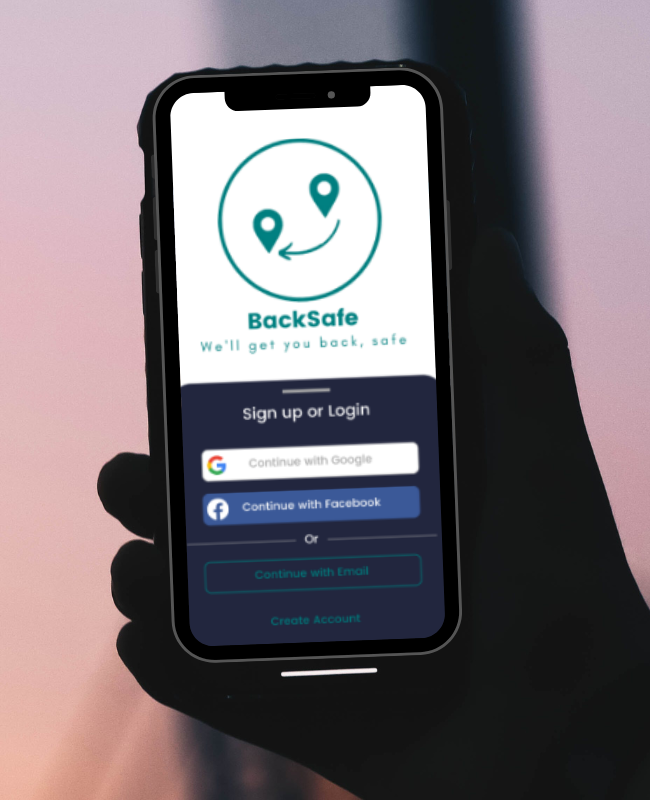 BackSafe
We'll get you back, safe
Sign up or Login
Continue with Google
Continue with Facebook
Or
Continue with Email
Create Account